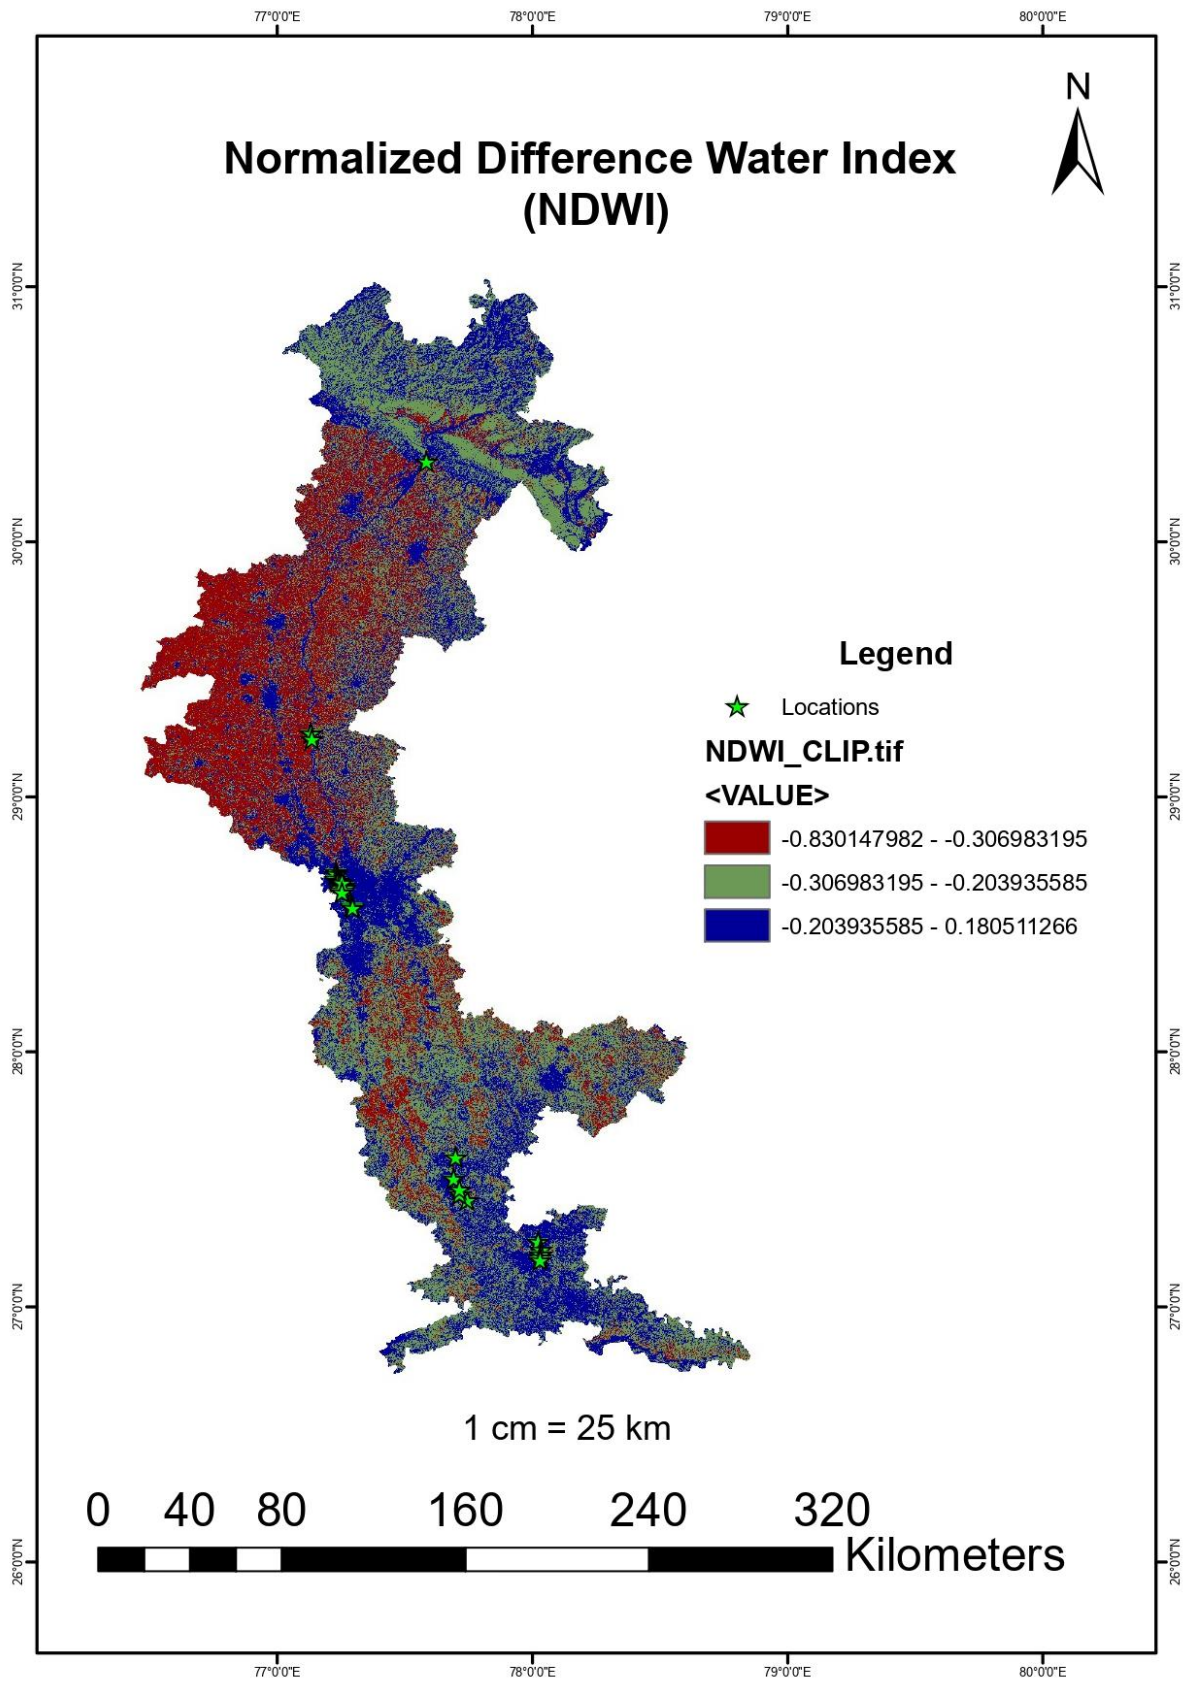 77°0'0"E 78°0'0"E 79°0'0"E 80°0'0"E
N
Normalized Difference Water Index
(NDWI)
31°0'0"N 31°0'0"N
30°0'0"N 30°0'0"N
Legend
Locations
NDWI_CLIP.tif
<VALUE>
29°0'0"N 29°0'0"N
-0.830147982 - -0.306983195
-0.306983195 - -0.203935585
-0.203935585 - 0.180511266
28°0'0"N 28°0'0"N
27°0'0"N 27°0'0"N
1 cm = 25 km
0 40 80 160 240 320
Kilometers
26°0'0"N 26°0'0"N
77°0'0"E 78°0'0"E 79°0'0"E 80°0'0"E